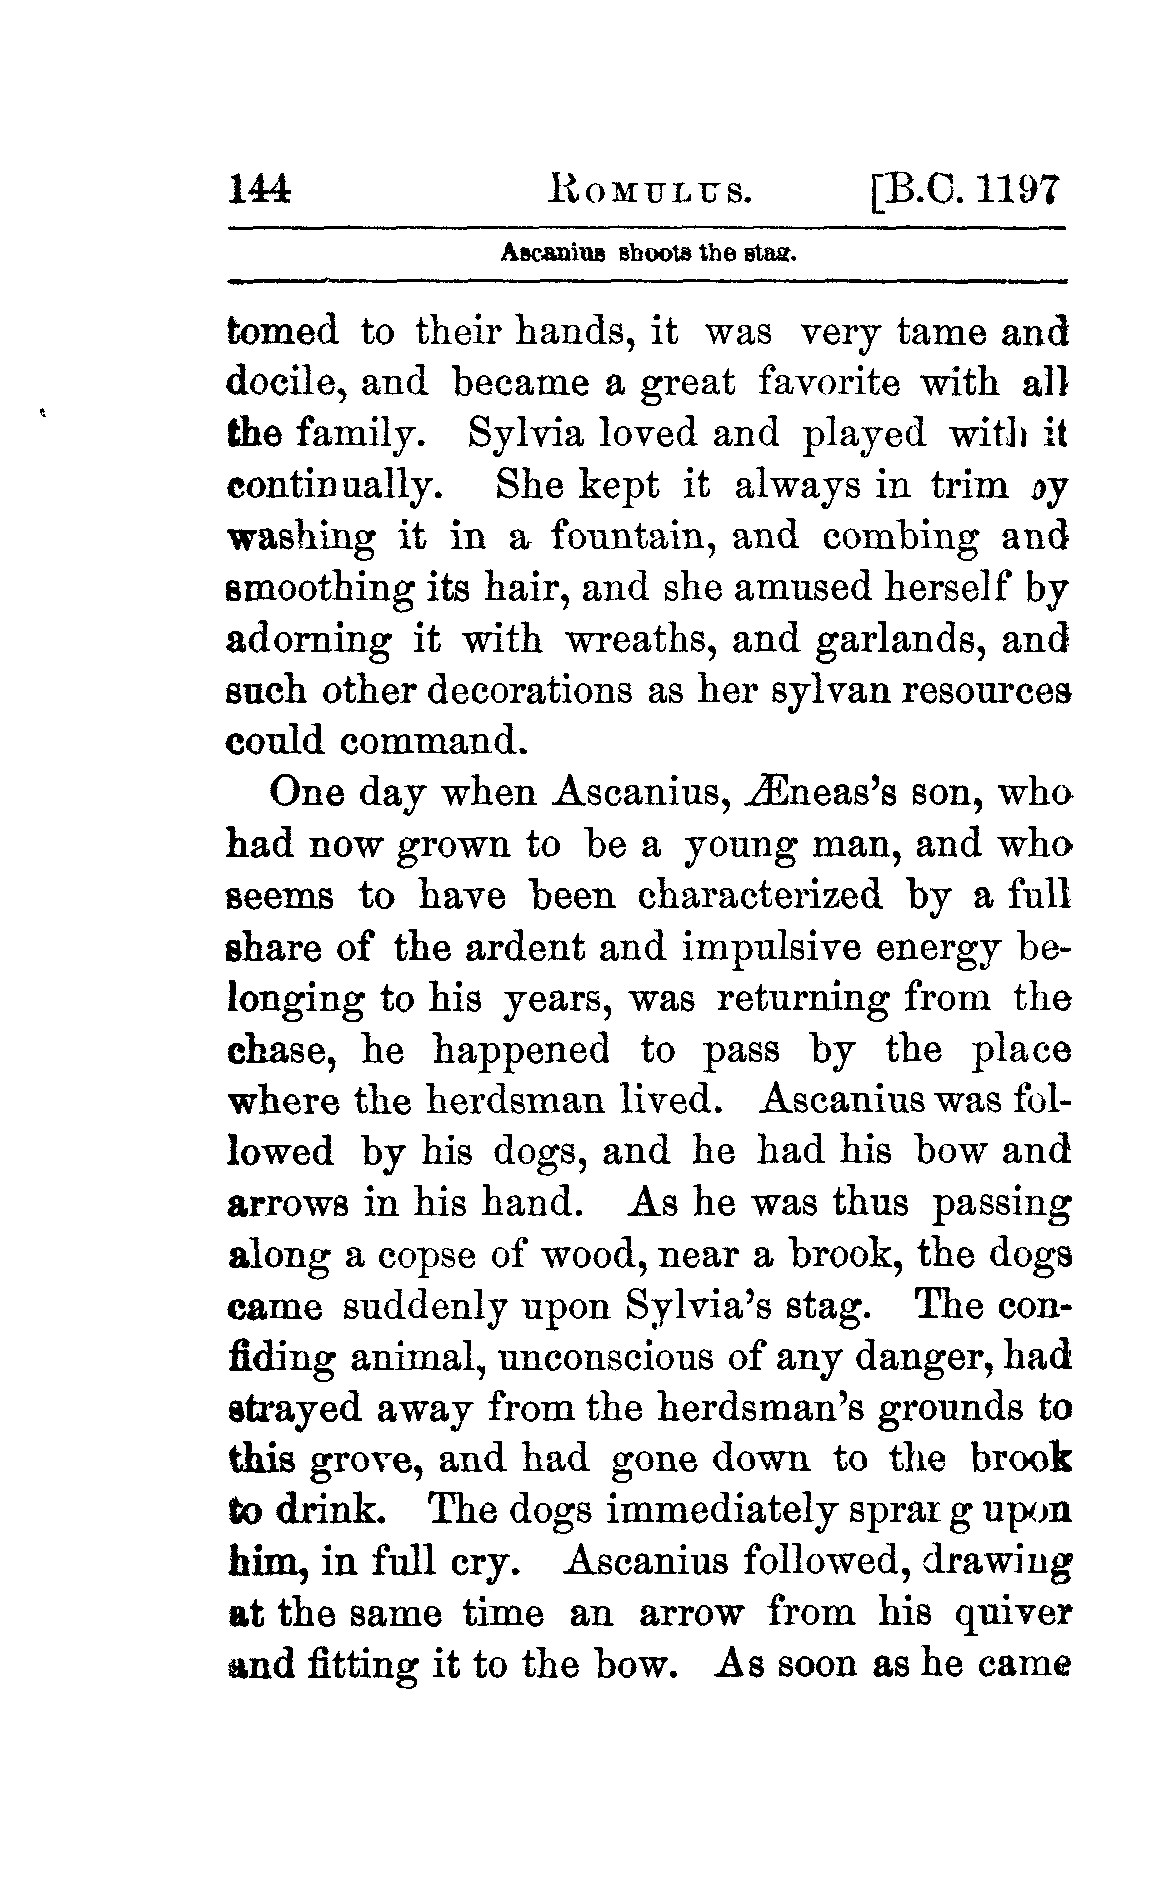 144 Romulus. [B.C. 1197
Ascanius shoots the stag.
tomed to their hands, it was very tame and
docile, and became a great favorite with all
the family. Sylvia loved and played with it
continually. She kept it always in trim by
washing it in a fountain, and combing and
smoothing its hair, and she amused herself by
adorning it with wreaths, and garlands, and
such other decorations as her sylvan resources
could command.
One day when Ascanius, Æneas's son, who
had now grown to be a young man, and who
seems to have been characterized by a full
share of the ardent and impulsive energy be-
longing to his years, was returning from the
chase, he happened to pass by the place
where the herdsman lived. Ascanius was fol-
lowed by his dogs, and he had his bow and
arrows in his hand. As he was thus passing
along a copse of wood, near a brook, the dogs
came suddenly upon Sylvia's stag. The con-
fiding animal, unconscious of any danger, had
strayed away from the herdsman's grounds to
this grove, and had gone down to the brook
to drink. The dogs immediately sprang upon
him, in full cry. Ascanius followed, drawing
at the same time an arrow from his quiver
and fitting it to the bow. As soon as he came